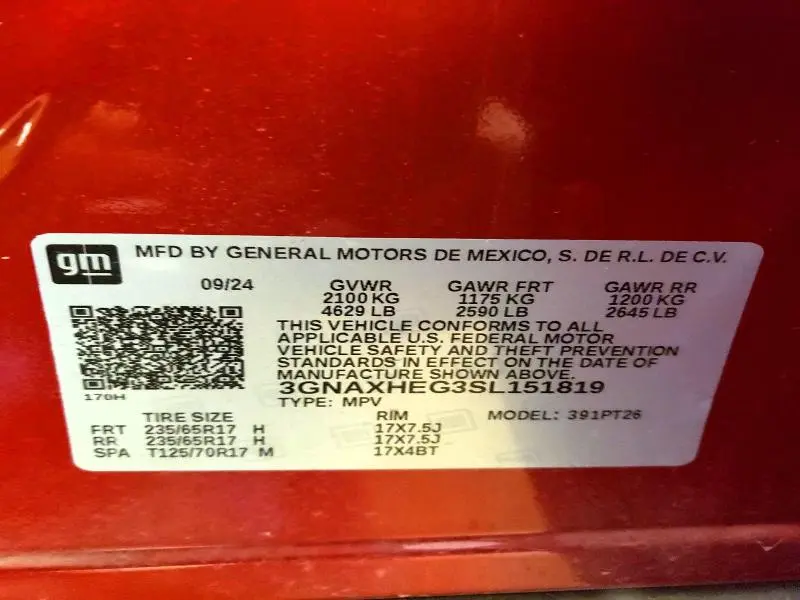 gm
MFD BY GENERAL MOTORS DE MEXICO, S. DE R.L. DE C.V.
09/24 GVWR GAWR FRT GAWR RR
2100 KG 1175 KG 1200 KG
4629 LB 2590 LB 2645 LB
THIS VEHICLE CONFORMS TO ALL
APPLICABLE U.S. FEDERAL MOTOR
VEHICLE SAFETY AND THEFT PREVENTION
STANDARDS IN EFFECT ON THE DATE OF
MANUFACTURE SHOWN ABOVE.
3GNAXHEG3SL151819
170H
TYPE: MPV
TIRE SIZE RIM MODEL: 391PT26
FRT 235/65R17 H 17X7.5J
RR 235/65R17 H 17X7.5J
SPA T125/70R17 M 17X4BT